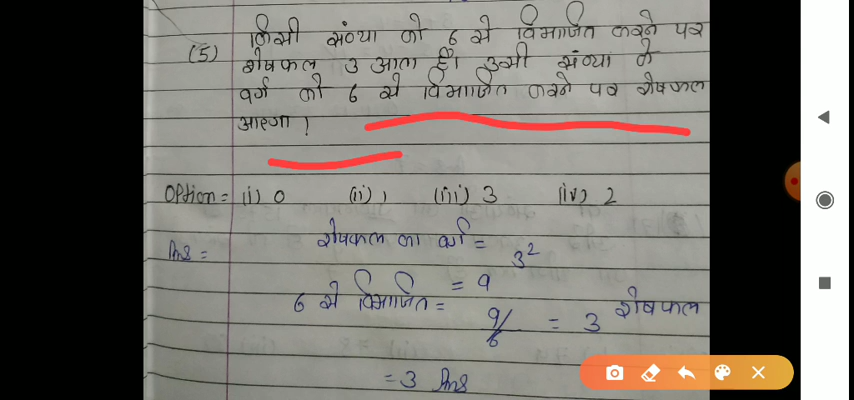 (5) किसी संख्या को 6 से विभाजित करने पर
शेषफल 3 आता है। उसी संख्या के
वर्ग को 6 से विभाजित करने पर शेषफल
आएगा?
Option = (i) 0 (ii) 1 (iii) 3 (iv) 2
Ans = शेषफल का वर्ग = 3²
= 9
6 से विभाजित = 9/6 = 3 शेषफल
= 3 Ans